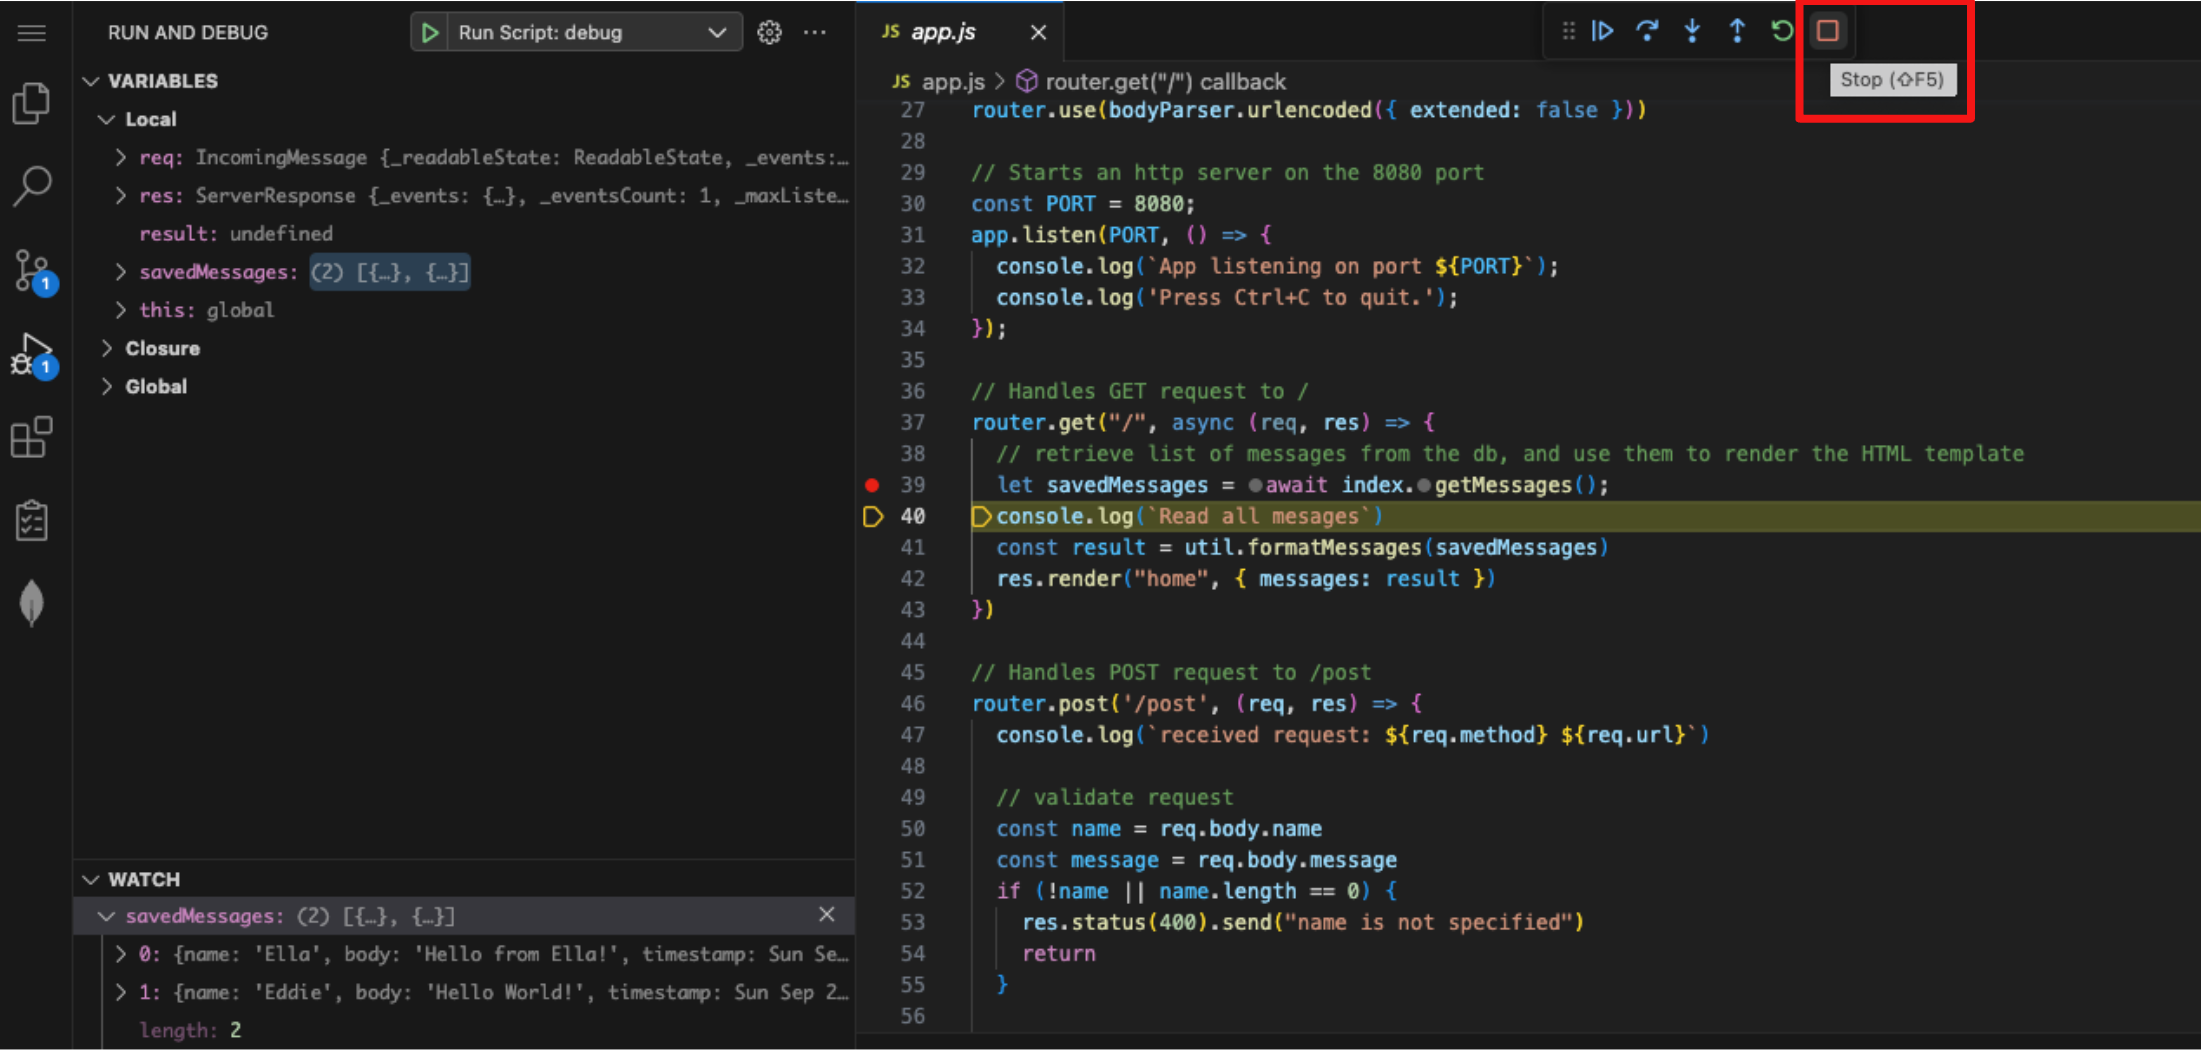 RUN AND DEBUG
Run Script: debug
VARIABLES
Local
req: IncomingMessage {_readableState: ReadableState, _events:…
res: ServerResponse {_events: {…}, _eventsCount: 1, _maxListe…
result: undefined
savedMessages: (2) [{…}, {…}]
this: global
Closure
Global
1
1
WATCH
savedMessages: (2) [{…}, {…}]
0: {name: 'Ella', body: 'Hello from Ella!', timestamp: Sun Se…
1: {name: 'Eddie', body: 'Hello World!', timestamp: Sun Sep 2…
length: 2
JS app.js
Stop (⇧F5)
JS app.js > router.get("/") callback
27 router.use(bodyParser.urlencoded({ extended: false }))
28
29 // Starts an http server on the 8080 port
30 const PORT = 8080;
31 app.listen(PORT, () => {
32 console.log(`App listening on port ${PORT}`);
33 console.log('Press Ctrl+C to quit.');
34 });
35
36 // Handles GET request to /
37 router.get("/", async (req, res) => {
38 // retrieve list of messages from the db, and use them to render the HTML template
39 let savedMessages = await index.getMessages();
40 console.log(`Read all mesages`)
41 const result = util.formatMessages(savedMessages)
42 res.render("home", { messages: result })
43 })
44
45 // Handles POST request to /post
46 router.post('/post', (req, res) => {
47 console.log(`received request: ${req.method} ${req.url}`)
48
49 // validate request
50 const name = req.body.name
51 const message = req.body.message
52 if (!name || name.length == 0) {
53 res.status(400).send("name is not specified")
54 return
55 }
56